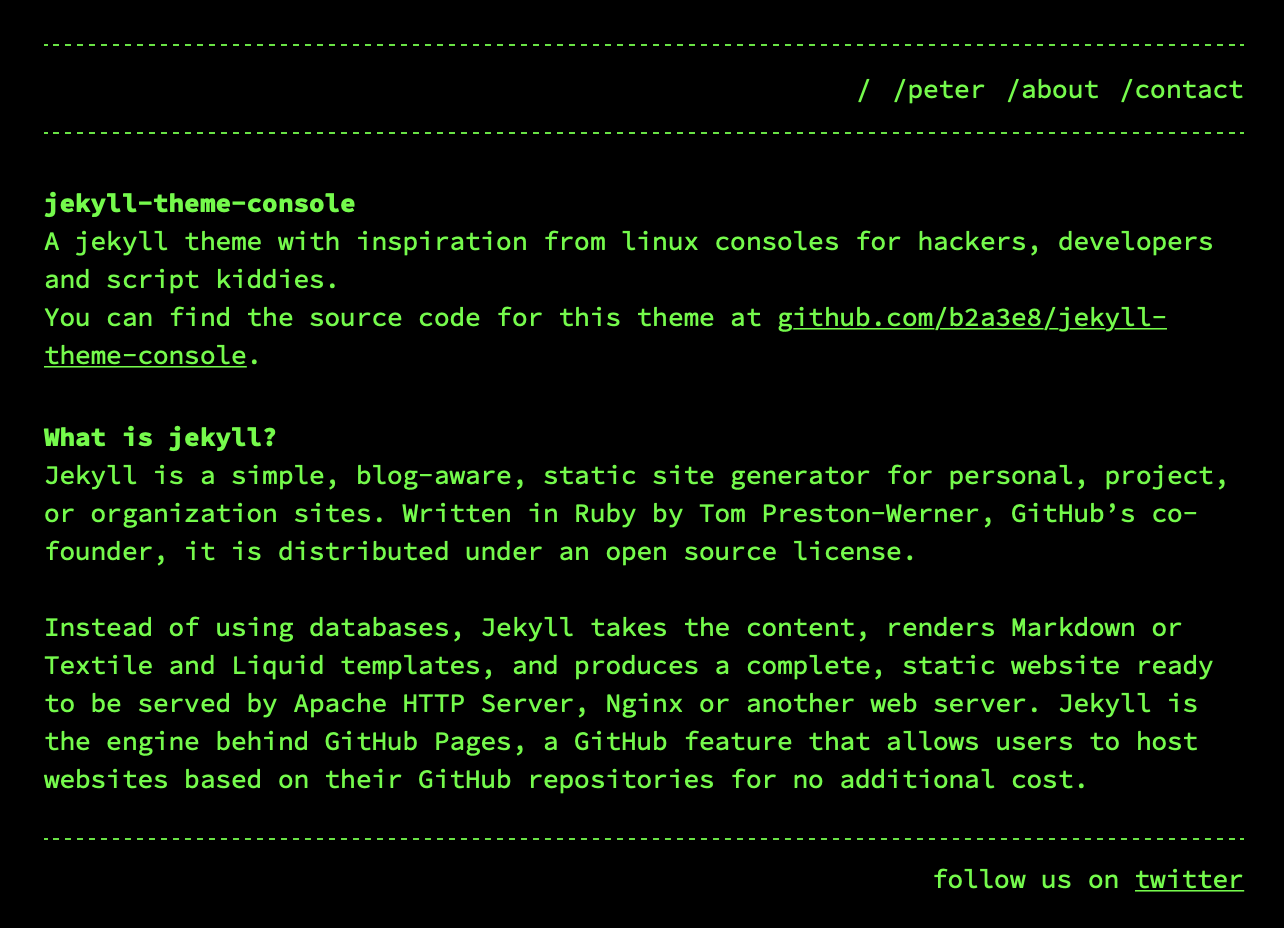 / /peter /about /contact
jekyll-theme-console
A jekyll theme with inspiration from linux consoles for hackers, developers
and script kiddies.
You can find the source code for this theme at github.com/b2a3e8/jekyll-
theme-console.
What is jekyll?
Jekyll is a simple, blog-aware, static site generator for personal, project,
or organization sites. Written in Ruby by Tom Preston-Werner, GitHub’s co-
founder, it is distributed under an open source license.
Instead of using databases, Jekyll takes the content, renders Markdown or
Textile and Liquid templates, and produces a complete, static website ready
to be served by Apache HTTP Server, Nginx or another web server. Jekyll is
the engine behind GitHub Pages, a GitHub feature that allows users to host
websites based on their GitHub repositories for no additional cost.
follow us on twitter